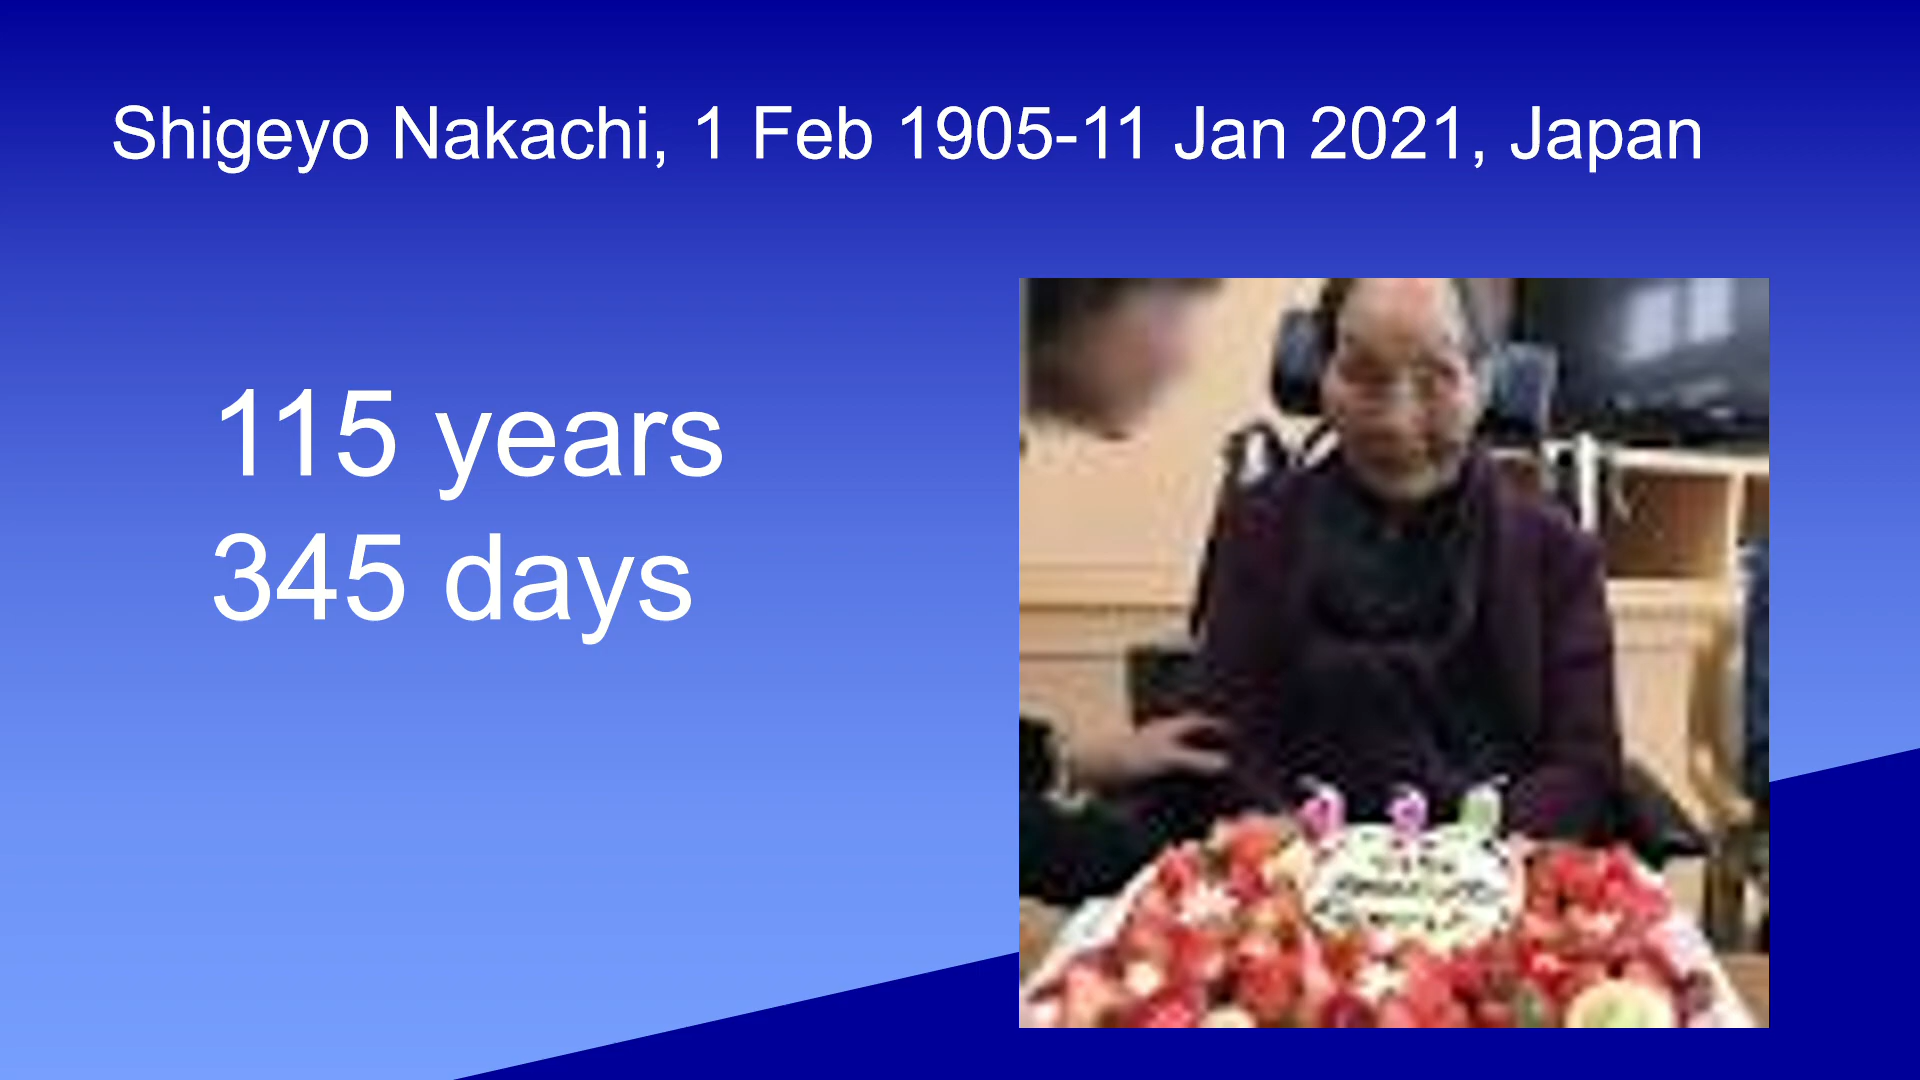 Shigeyo Nakachi, 1 Feb 1905-11 Jan 2021, Japan
115 years
345 days